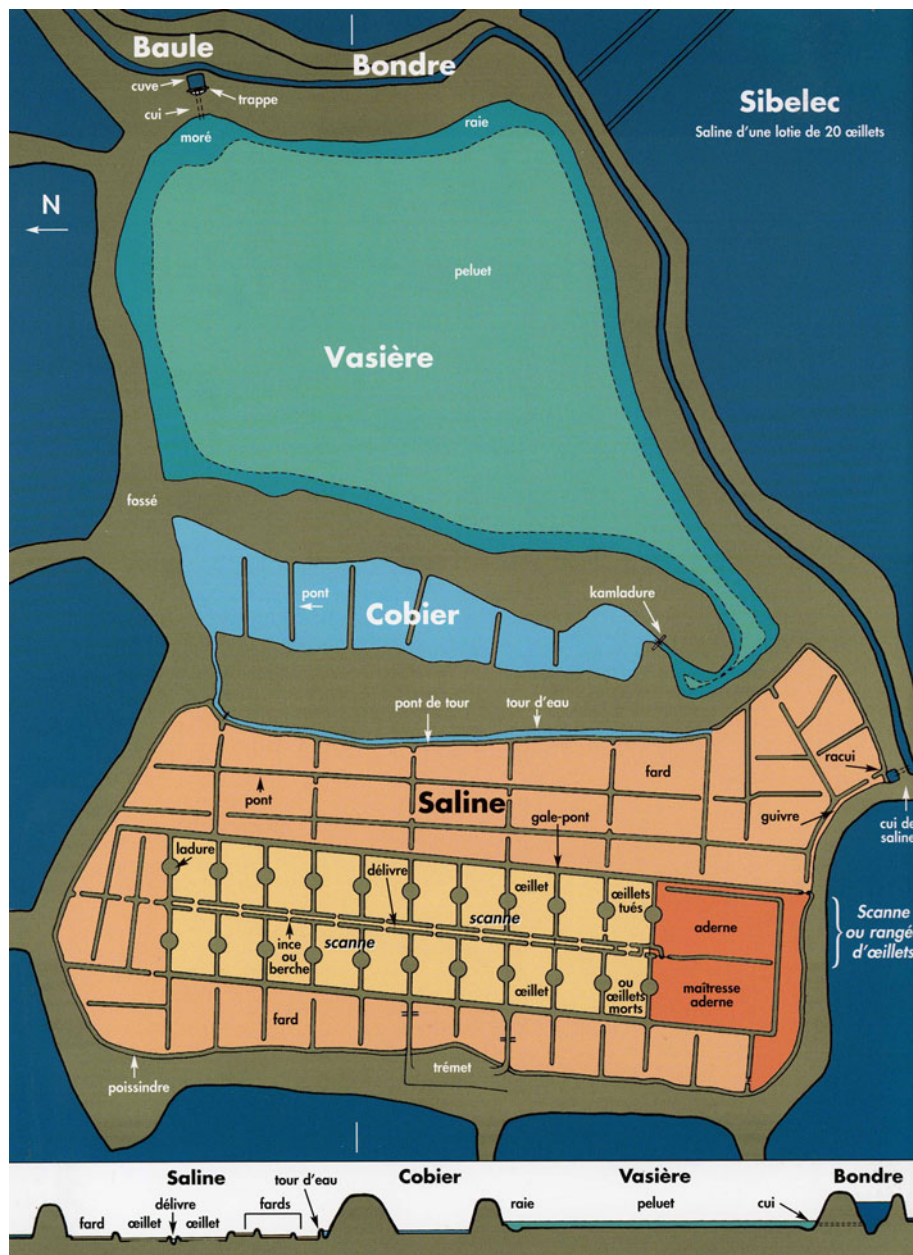 Baule
Bondre
cuve
trappe
cui
moré
raie
Sibelec
Saline d'une lotie de 20 œillets
N
peluet
Vasière
fossé
pont
Cobier
kamladure
pont de tour
tour d'eau
fard
racui
pont
Saline
gale-pont
guivre
cui de
saline
ladure
délivre
œillet
œillets
tués
scanne
aderne
Scanne
ou rangée
d'œillets
ince
ou
berche
scanne
œillet
ou
œillets
morts
maîtresse
aderne
fard
trémet
poissindre
Saline
tour d'eau
Cobier
Vasière
Bondre
délivre
fards
raie
peluet
cui
fard
œillet
œillet